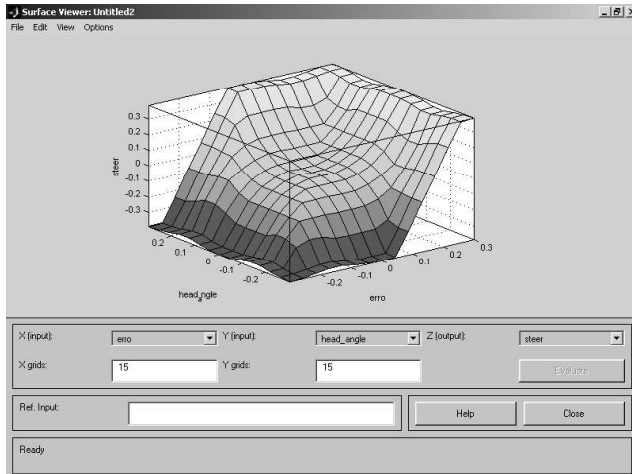 Surface Viewer: Untitled2
File Edit View Options
0.3
0.2
0.1
0
-0.1
-0.2
-0.3
steer
0.2
0.1
0
-0.1
-0.2
head_angle
-0.2
-0.1
0
0.1
0.2
0.3
erro
X (input): erro Y (input): head_angle Z (output): steer
X grids: 15 Y grids: 15 Evaluate
Ref. Input: Help Close
Ready